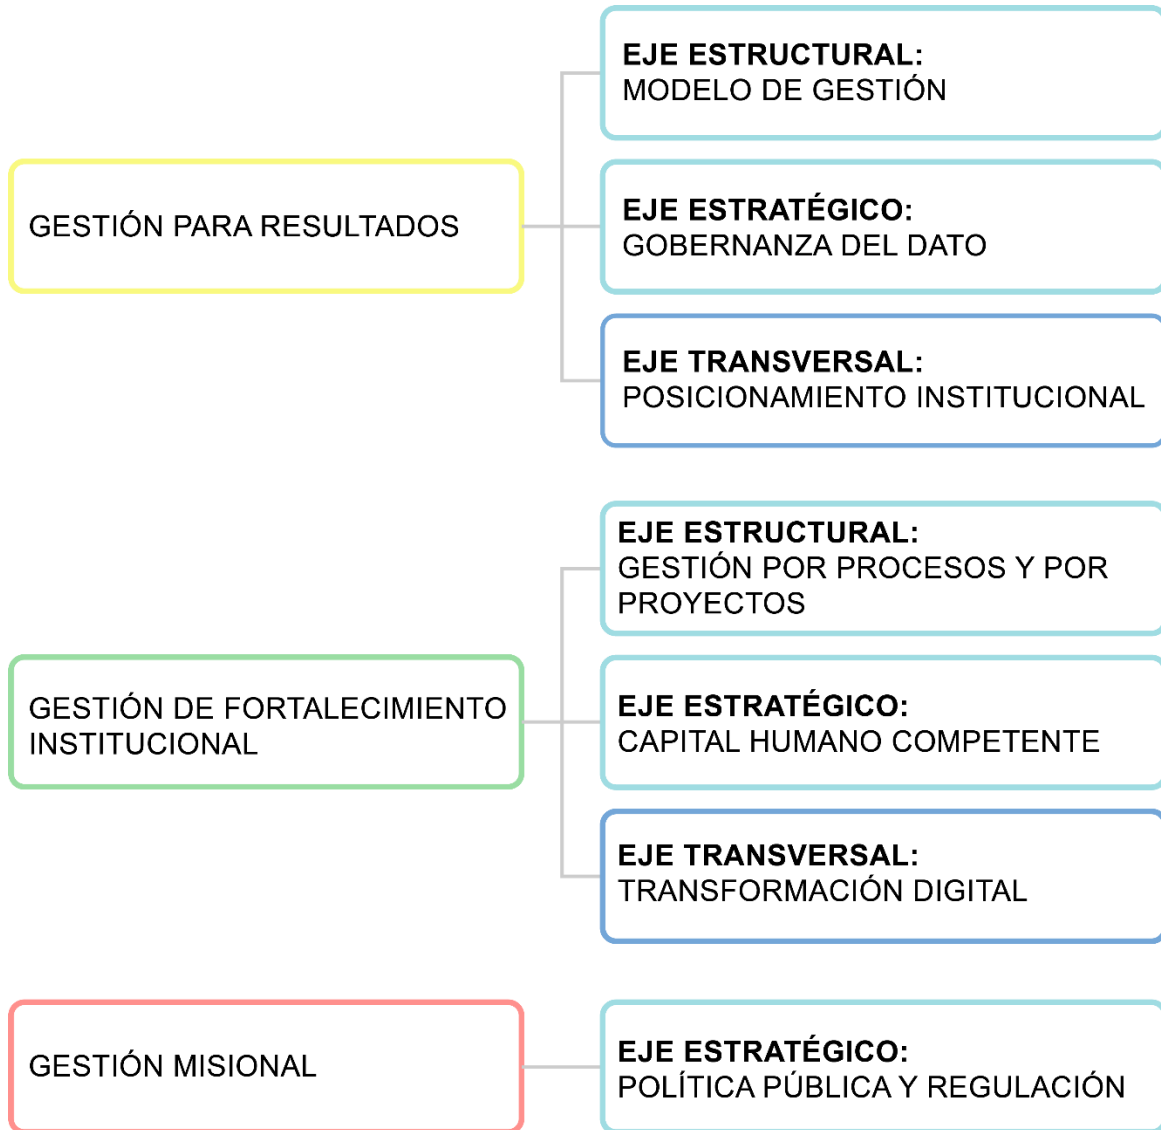 EJE ESTRUCTURAL:
MODELO DE GESTIÓN
GESTIÓN PARA RESULTADOS
EJE ESTRATÉGICO:
GOBERNANZA DEL DATO
EJE TRANSVERSAL:
POSICIONAMIENTO INSTITUCIONAL
EJE ESTRUCTURAL:
GESTIÓN POR PROCESOS Y POR
PROYECTOS
GESTIÓN DE FORTALECIMIENTO
INSTITUCIONAL
EJE ESTRATÉGICO:
CAPITAL HUMANO COMPETENTE
EJE TRANSVERSAL:
TRANSFORMACIÓN DIGITAL
GESTIÓN MISIONAL
EJE ESTRATÉGICO:
POLÍTICA PÚBLICA Y REGULACIÓN